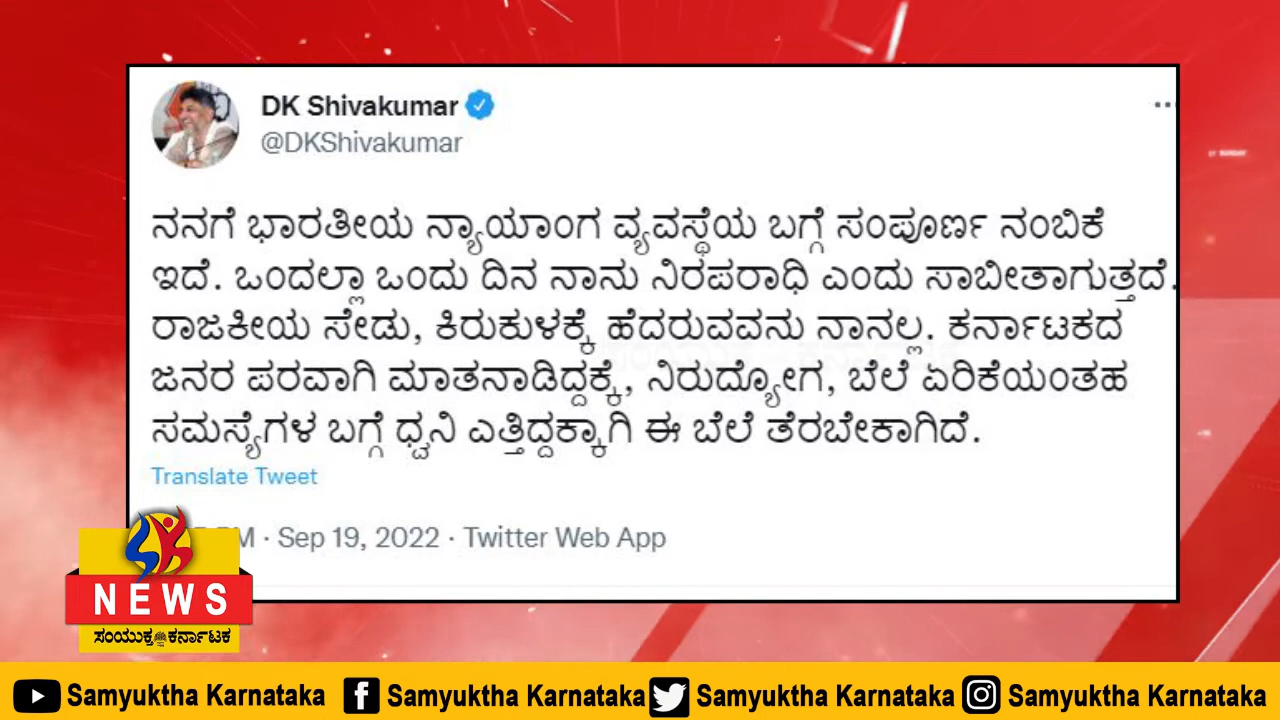 DK Shivakumar
@DKShivakumar
ನನಗೆ ಭಾರತೀಯ ನ್ಯಾಯಾಂಗ ವ್ಯವಸ್ಥೆಯ ಬಗ್ಗೆ ಸಂಪೂರ್ಣ ನಂಬಿಕೆ
ಇದೆ. ಒಂದಲ್ಲಾ ಒಂದು ದಿನ ನಾನು ನಿರಪರಾಧಿ ಎಂದು ಸಾಬೀತಾಗುತ್ತದೆ.
ರಾಜಕೀಯ ಸೇಡು, ಕಿರುಕುಳಕ್ಕೆ ಹೆದರುವವನು ನಾನಲ್ಲ. ಕರ್ನಾಟಕದ
ಜನರ ಪರವಾಗಿ ಮಾತನಾಡಿದ್ದಕ್ಕೆ, ನಿರುದ್ಯೋಗ, ಬೆಲೆ ಏರಿಕೆಯಂತಹ
ಸಮಸ್ಯೆಗಳ ಬಗ್ಗೆ ಧ್ವನಿ ಎತ್ತಿದ್ದಕ್ಕಾಗಿ ಈ ಬೆಲೆ ತೆರಬೇಕಾಗಿದೆ.
Translate Tweet
PM · Sep 19, 2022 · Twitter Web App
NEWS
ಸಂಯುಕ್ತ ಕರ್ನಾಟಕ
Samyuktha Karnataka Samyuktha Karnataka Samyuktha Karnataka Samyuktha Karnataka